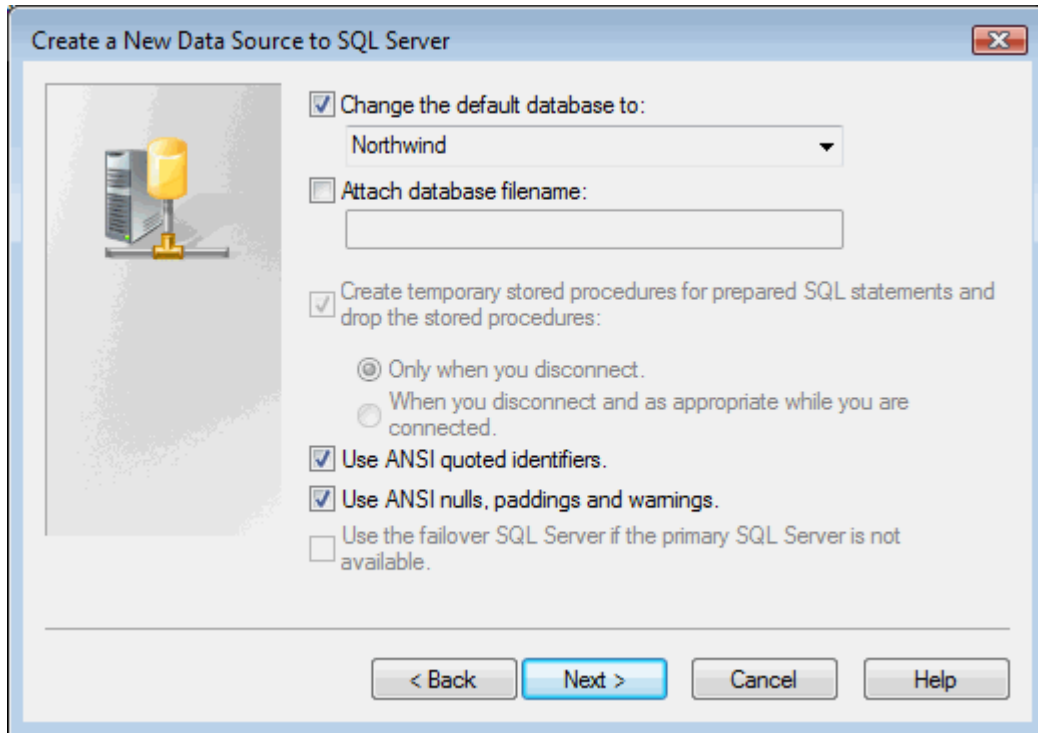 Create a New Data Source to SQL Server
Change the default database to:
Northwind
Attach database filename:
Create temporary stored procedures for prepared SQL statements and
drop the stored procedures:
Only when you disconnect.
When you disconnect and as appropriate while you are
connected.
Use ANSI quoted identifiers.
Use ANSI nulls, paddings and warnings.
Use the failover SQL Server if the primary SQL Server is not
available.
< Back
Next >
Cancel
Help